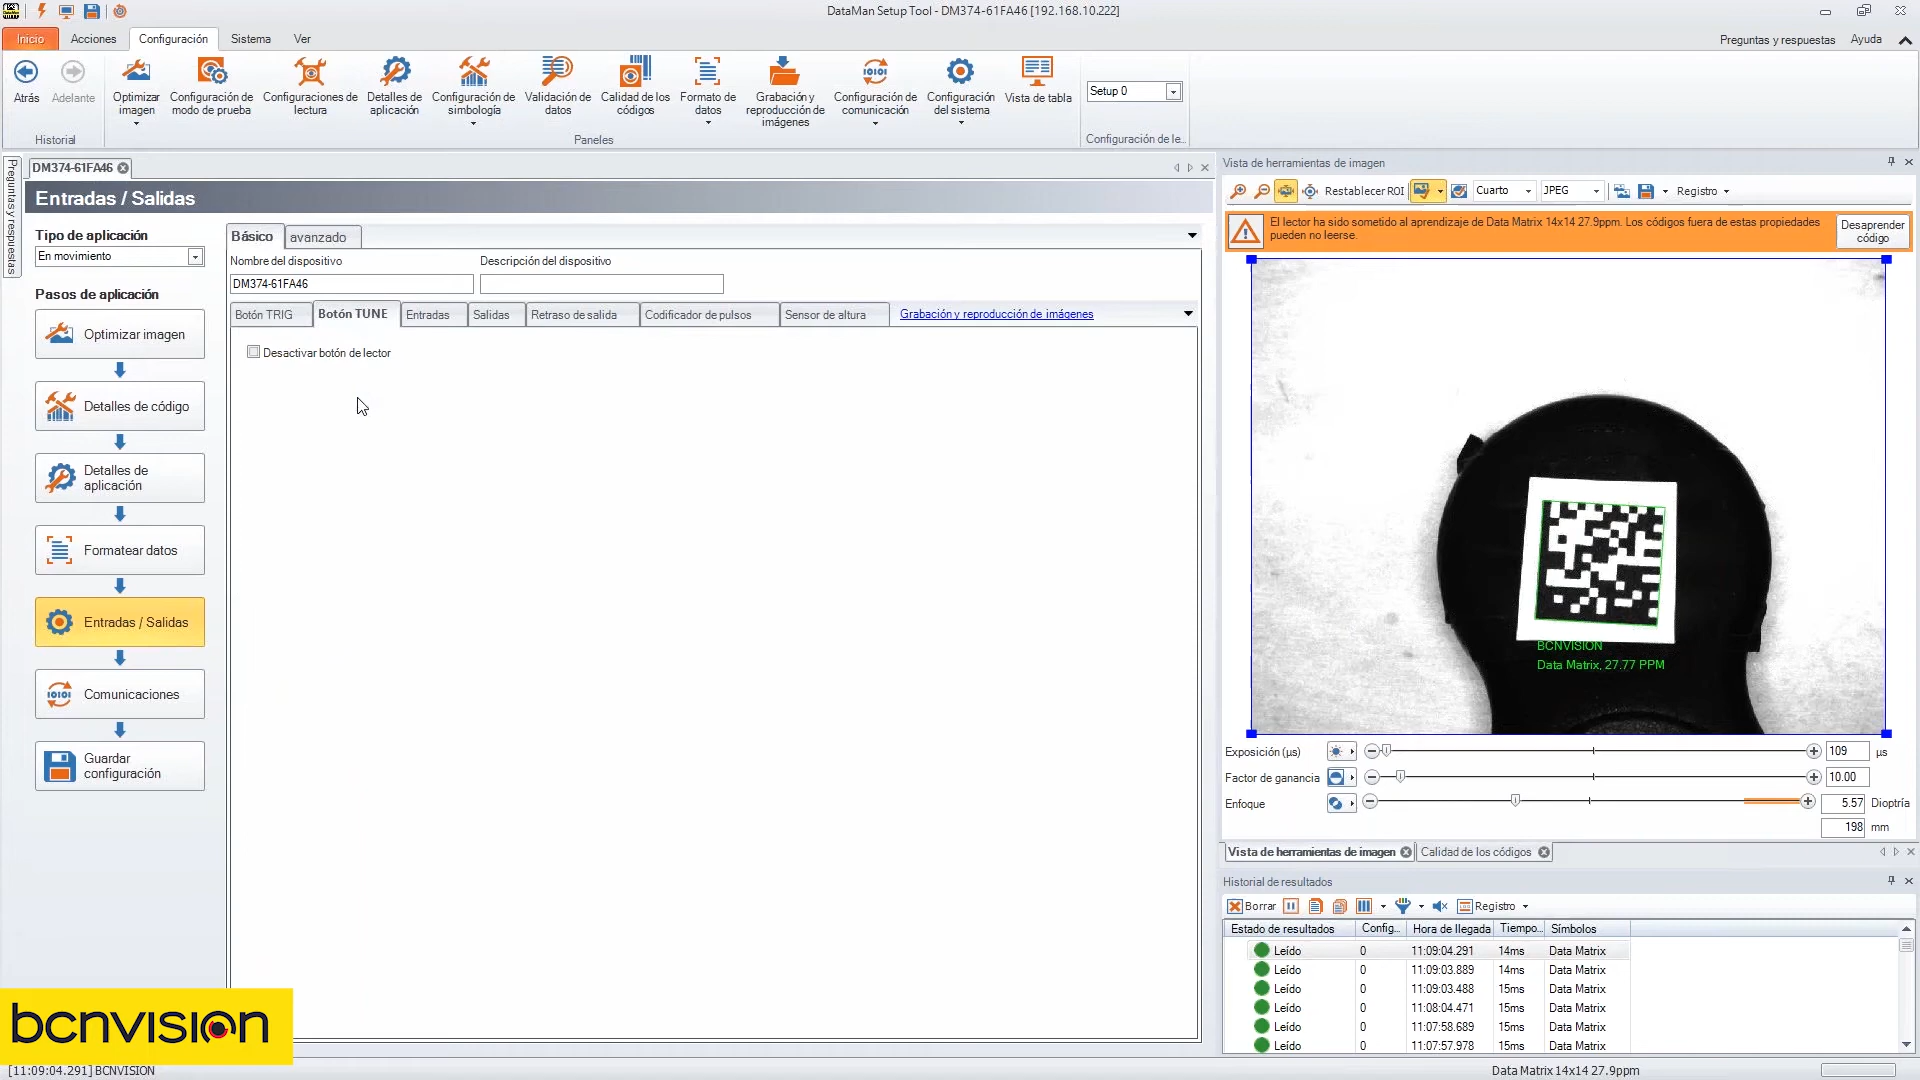 DataMan Setup Tool - DM374-61FA46 [192.168.10.222]
Inicio
Acciones
Configuración
Sistema
Ver
Preguntas y respuestas
Ayuda
Atrás
Adelante
Historial
Optimizar imagen
Configuración de modo de prueba
Configuraciones de lectura
Detalles de aplicación
Configuración de simbología
Validación de datos
Calidad de los códigos
Formato de datos
Grabación y reproducción de imágenes
Configuración de comunicación
Configuración del sistema
Vista de tabla
Paneles
Setup 0
Configuración de le...
Preguntas y respuestas
DM374-61FA46
Entradas / Salidas
Tipo de aplicación
En movimiento
Pasos de aplicación
Optimizar imagen
Detalles de código
Detalles de aplicación
Formatear datos
Entradas / Salidas
Comunicaciones
Guardar configuración
Básico
avanzado
Nombre del dispositivo
Descripción del dispositivo
DM374-61FA46
Botón TRIG
Botón TUNE
Entradas
Salidas
Retraso de salida
Codificador de pulsos
Sensor de altura
Grabación y reproducción de imágenes
Desactivar botón de lector
Vista de herramientas de imagen
Restablecer ROI
Cuarto
JPEG
Registro
El lector ha sido sometido al aprendizaje de Data Matrix 14x14 27.9ppm. Los códigos fuera de estas propiedades
pueden no leerse.
Desaprender código
BCNVISION
Data Matrix, 27.77 PPM
Exposición (µs)
109
µs
Factor de ganancia
10.00
Enfoque
5.57
Dioptría
198
mm
Vista de herramientas de imagen
Calidad de los códigos
Historial de resultados
Borrar
Registro
Estado de resultados
Config...
Hora de llegada
Tiempo...
Símbolos
Leído 0 11:09:04.291 14ms Data Matrix
Leído 0 11:09:03.889 14ms Data Matrix
Leído 0 11:09:03.488 15ms Data Matrix
Leído 0 11:08:04.471 15ms Data Matrix
Leído 0 11:07:58.689 15ms Data Matrix
Leído 0 11:07:57.978 15ms Data Matrix
bcnvision
[11:09:04.291] BCNVISION
Data Matrix 14x14 27.9ppm